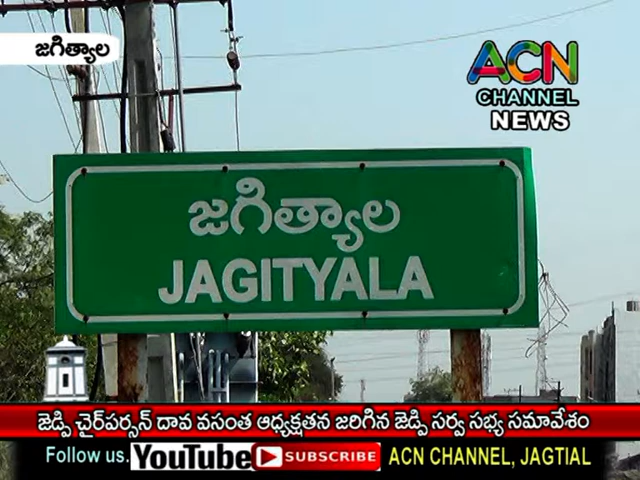 జగిత్యాల
ACN
CHANNEL
NEWS
జగిత్యాల
JAGITYALA
జెడ్పి చైర్‌పర్సన్ దావ వసంత ఆధ్యక్షతన జరిగిన జెడ్పి సర్వ సభ్య సమావేశం
Follow us. YouTube SUBSCRIBE ACN CHANNEL, JAGTIAL